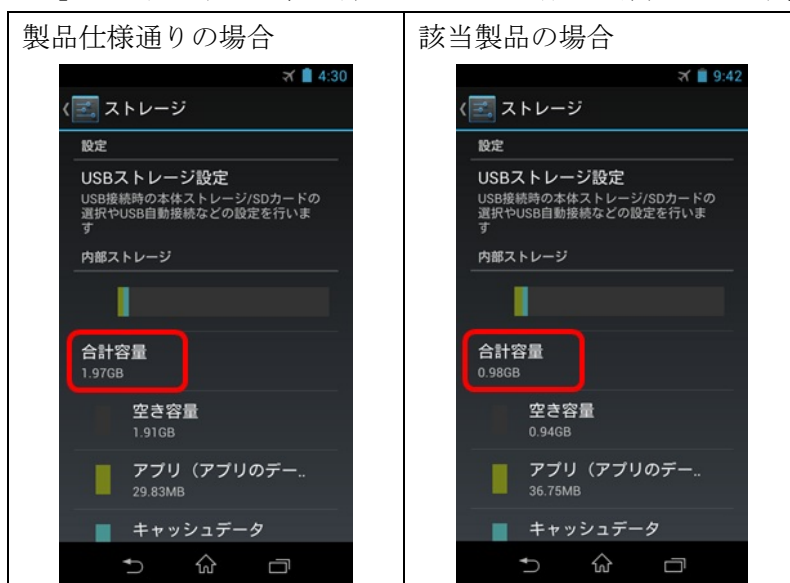 製品仕様通りの場合
4:30
ストレージ
設定
USBストレージ設定
USB接続時の本体ストレージ/SDカードの
選択やUSB自動接続などの設定を行いま
す
内部ストレージ
合計容量
1.97GB
空き容量
1.91GB
アプリ（アプリのデー..
29.83MB
キャッシュデータ
該当製品の場合
9:42
ストレージ
設定
USBストレージ設定
USB接続時の本体ストレージ/SDカードの
選択やUSB自動接続などの設定を行いま
す
内部ストレージ
合計容量
0.98GB
空き容量
0.94GB
アプリ（アプリのデー..
36.75MB
キャッシュデータ